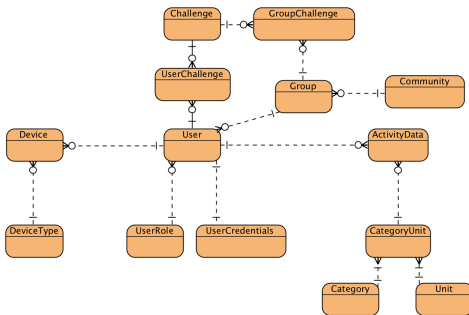 Challenge
GroupChallenge
UserChallenge
Group
Community
Device
User
ActivityData
DeviceType
UserRole
UserCredentials
CategoryUnit
Category
Unit